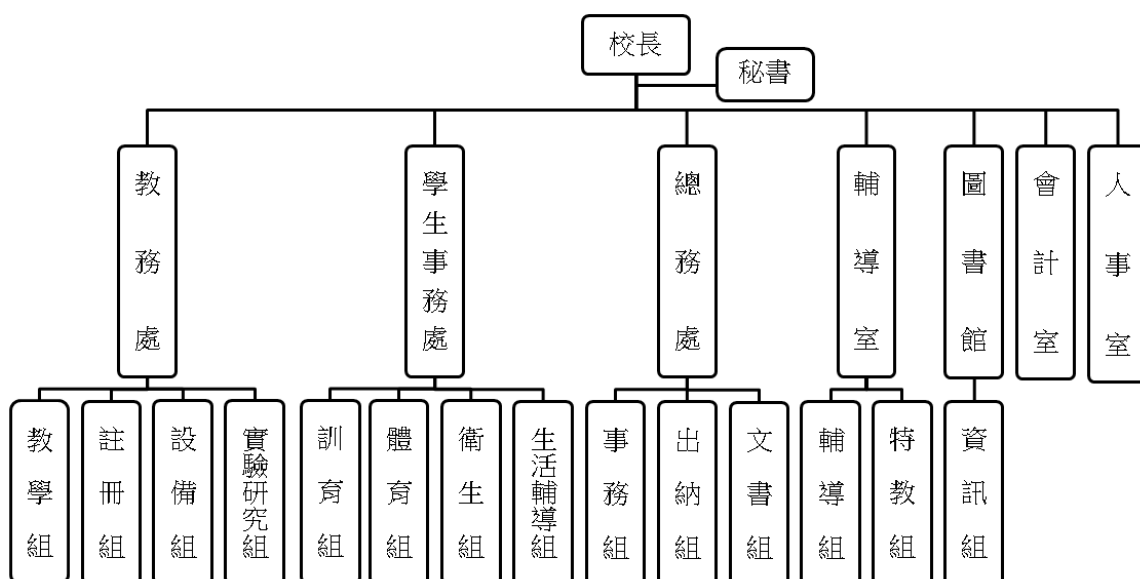 校長
秘書
教務處
學生事務處
總務處
輔導室
圖書館
會計室
人事室
教學組
註冊組
設備組
實驗研究組
訓育組
體育組
衛生組
生活輔導組
事務組
出納組
文書組
輔導組
特教組
資訊組